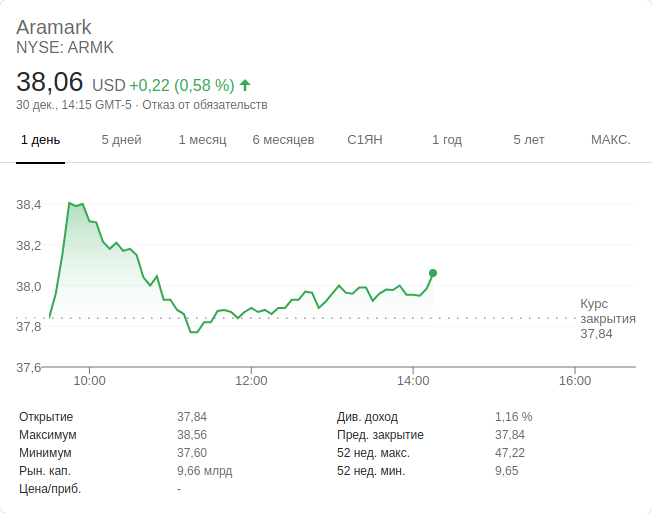 Aramark
NYSE: ARMK
38,06 USD +0,22 (0,58 %)
30 дек., 14:15 GMT-5 · Отказ от обязательств
1 день 5 дней 1 месяц 6 месяцев С1ЯН 1 год 5 лет МАКС.
38,4
38,2
38,0
37,8
37,6
Курс
закрытия
37,84
10:00 12:00 14:00 16:00
Открытие 37,84 Див. доход 1,16 %
Максимум 38,56 Пред. закрытие 37,84
Минимум 37,60 52 нед. макс. 47,22
Рын. кап. 9,66 млрд 52 нед. мин. 9,65
Цена/приб. -